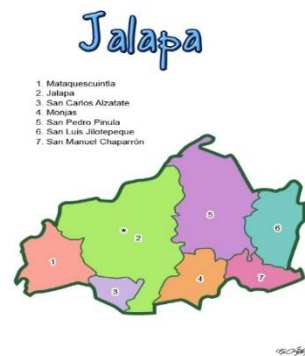 Jalapa
1. Mataquescuintla
2. Jalapa
3. San Carlos Alzatate
4. Monjas
5. San Pedro Pinula
6. San Luis Jilotepeque
7. San Manuel Chaparrón
5
6
* 2
1
4
7
3